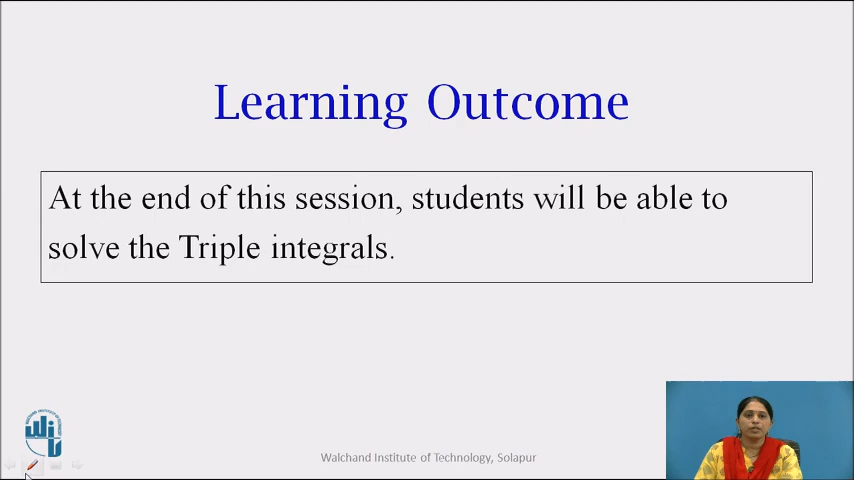 Learning Outcome
At the end of this session, students will be able to
solve the Triple integrals.
Walchand Institute of Technology, Solapur